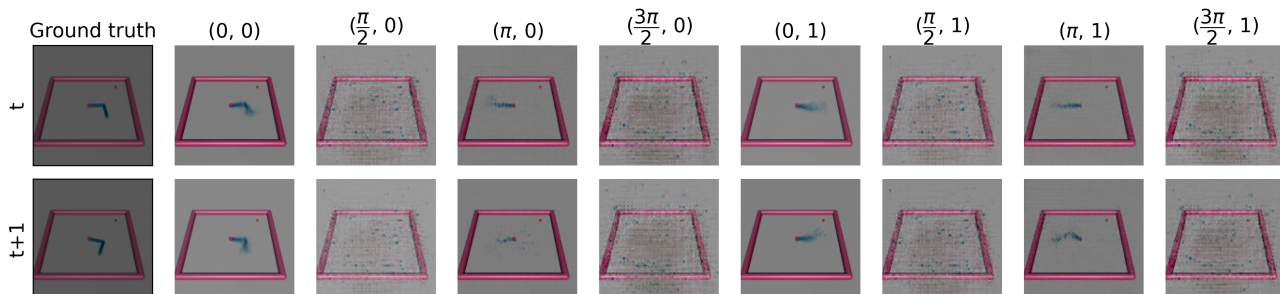 Ground truth (0, 0) (π/2, 0) (π, 0) (3π/2, 0) (0, 1) (π/2, 1) (π, 1) (3π/2, 1)
t
t+1